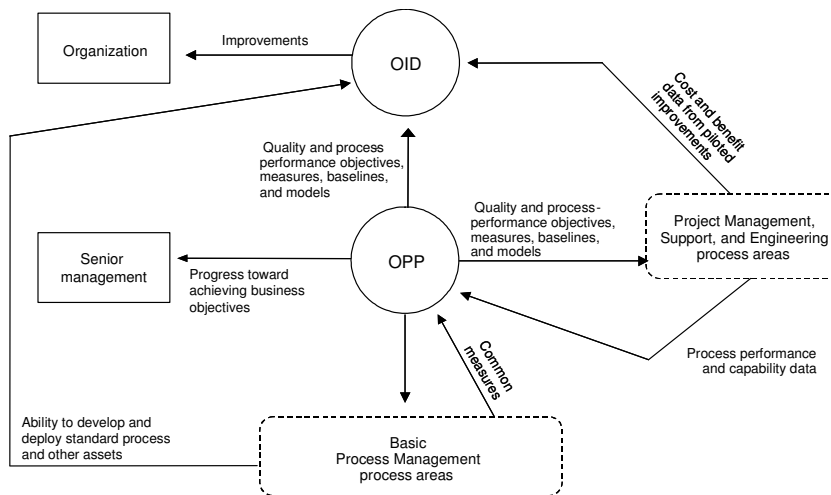 Organization
Improvements
OID
Cost and benefit
data from piloted
improvements
Quality and process
performance objectives,
measures, baselines,
and models
Quality and process-
performance objectives,
measures, baselines,
and models
Project Management,
Support, and Engineering
process areas
Senior
management
OPP
Progress toward
achieving business
objectives
Common
measures
Process performance
and capability data
Ability to develop and
deploy standard process
and other assets
Basic
Process Management
process areas